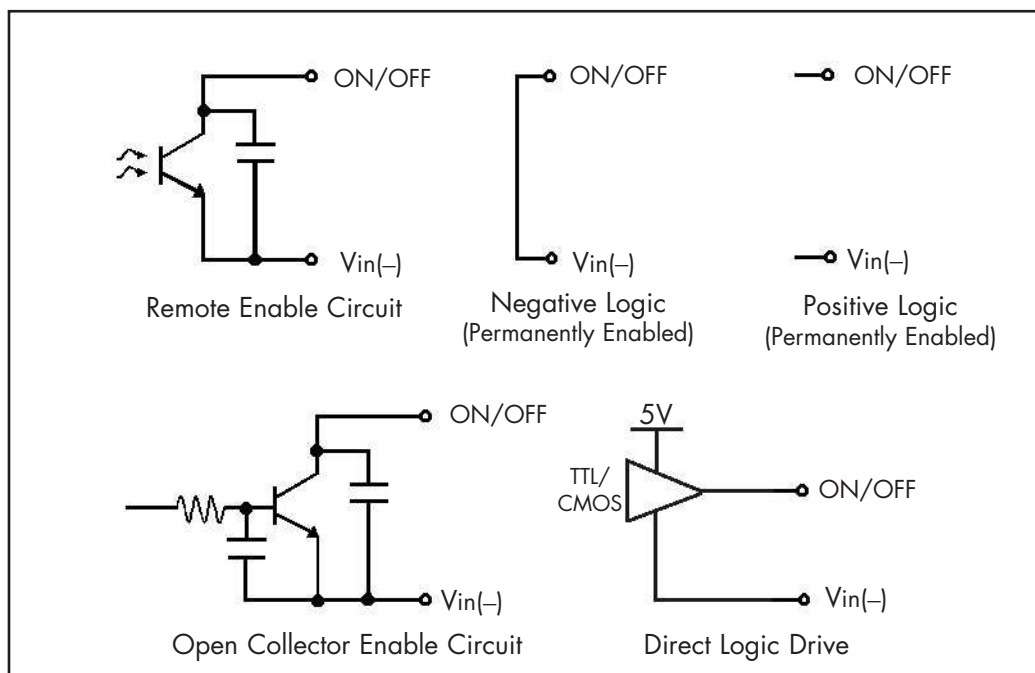 ON/OFF
Vin(–)
Remote Enable Circuit
ON/OFF
Vin(–)
Negative Logic
(Permanently Enabled)
ON/OFF
Vin(–)
Positive Logic
(Permanently Enabled)
ON/OFF
Vin(–)
Open Collector Enable Circuit
5V
TTL/
CMOS
ON/OFF
Vin(–)
Direct Logic Drive